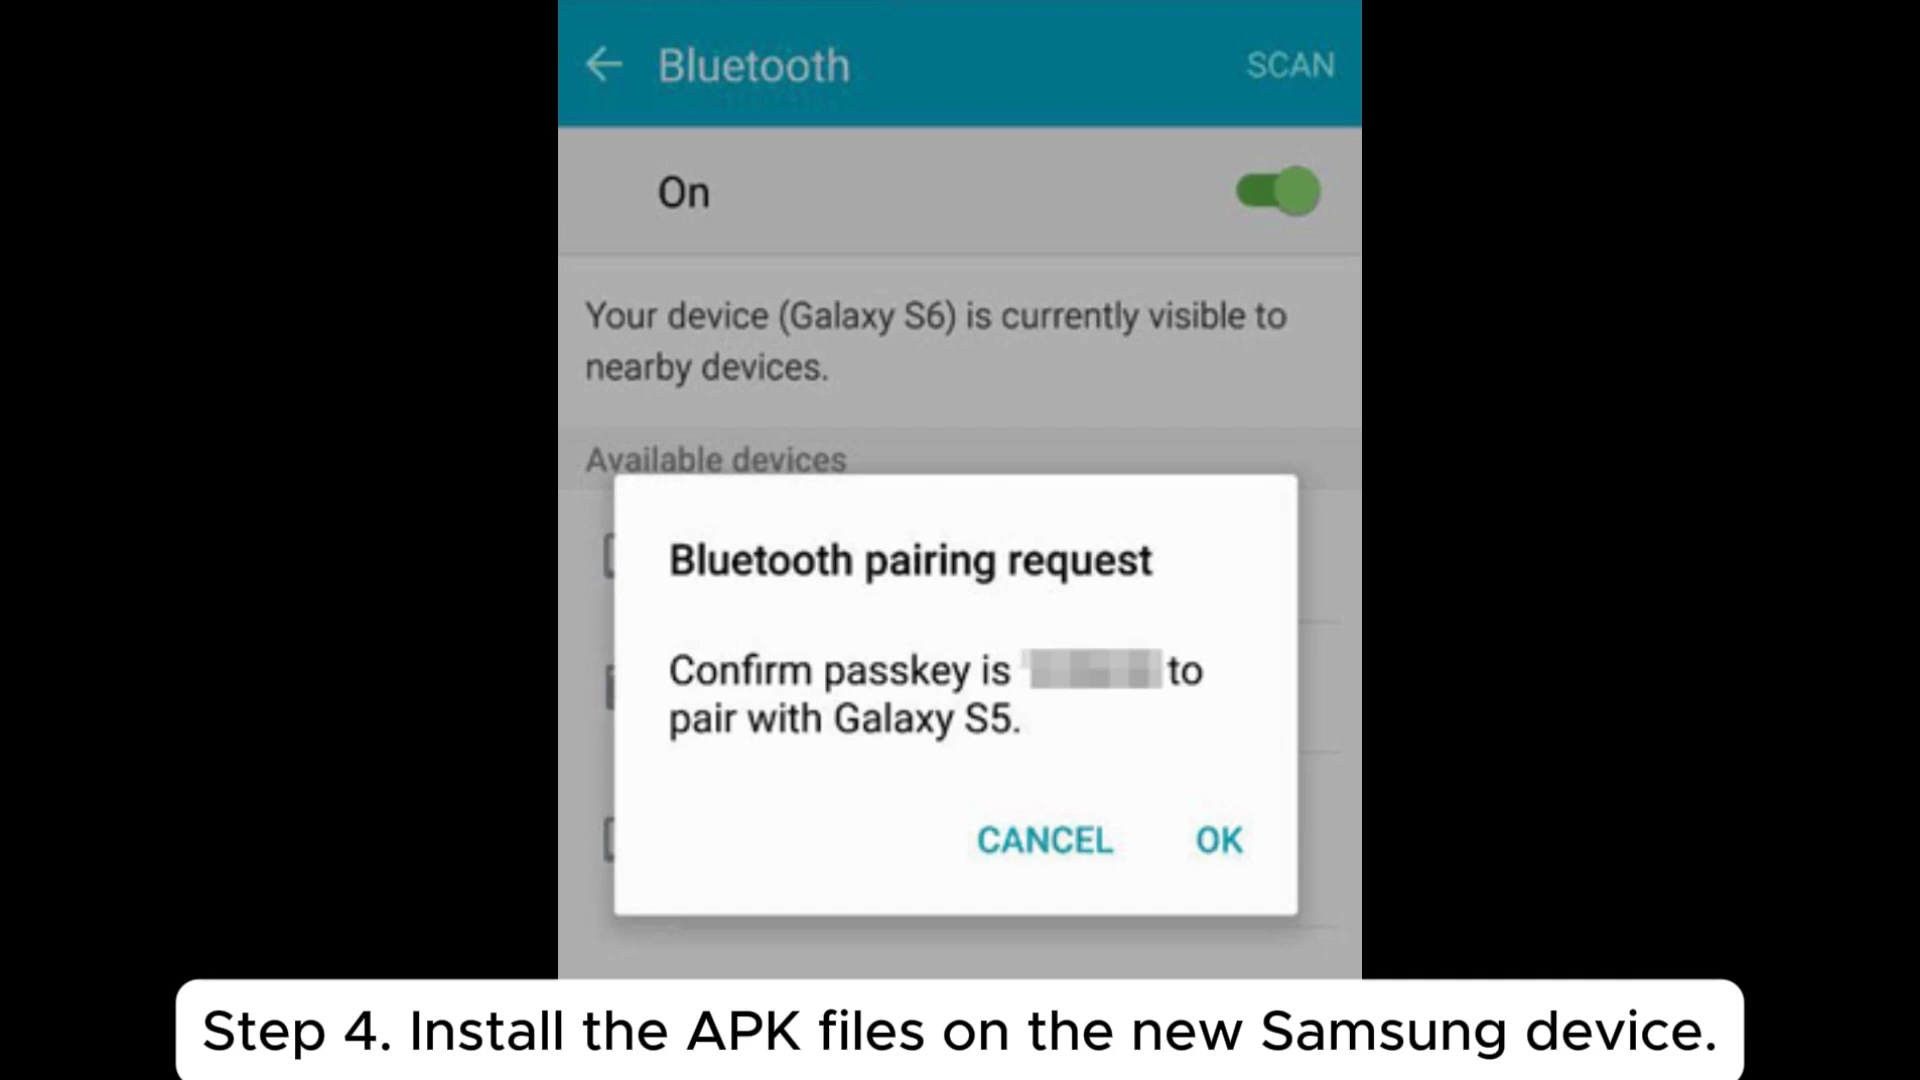 Bluetooth SCAN
On
Your device (Galaxy S6) is currently visible to
nearby devices.
Available devices
Bluetooth pairing request
Confirm passkey is to
pair with Galaxy S5.
CANCEL OK
Step 4. Install the APK files on the new Samsung device.